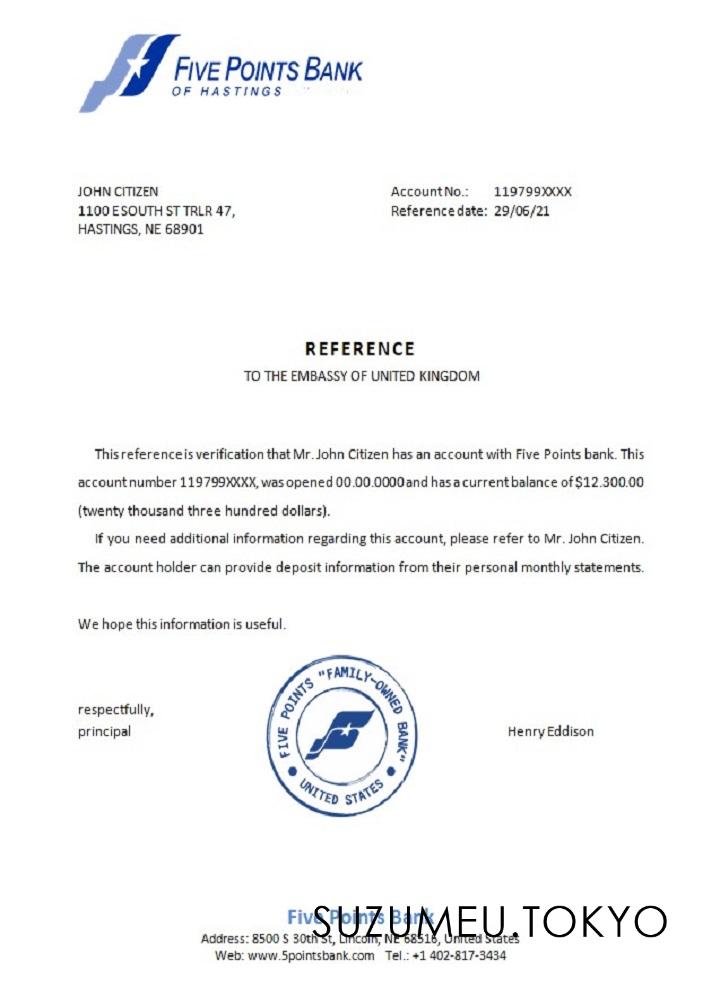 FIVE POINTS BANK
OF HASTINGS
JOHN CITIZEN
1100 E SOUTH ST TRLR 47,
HASTINGS, NE 68901
Account No.: 119799XXXX
Reference date: 29/06/21
REFERENCE
TO THE EMBASSY OF UNITED KINGDOM
This reference is verification that Mr. John Citizen has an account with Five Points bank. This
account number 119799XXXX, was opened 00.00.0000 and has a current balance of $12.300.00
(twenty thousand three hundred dollars).
If you need additional information regarding this account, please refer to Mr. John Citizen.
The account holder can provide deposit information from their personal monthly statements.
We hope this information is useful.
respectfully,
principal
FIVE POINTS "FAMILY-OWNED BANK"
UNITED STATES
Henry Eddison
Five Points Bank
SUZUMEU.TOKYO
Address: 8500 S 30th St, Lincoln, NE 68516, United States
Web: www.5pointsbank.com Tel.: +1 402-817-3434